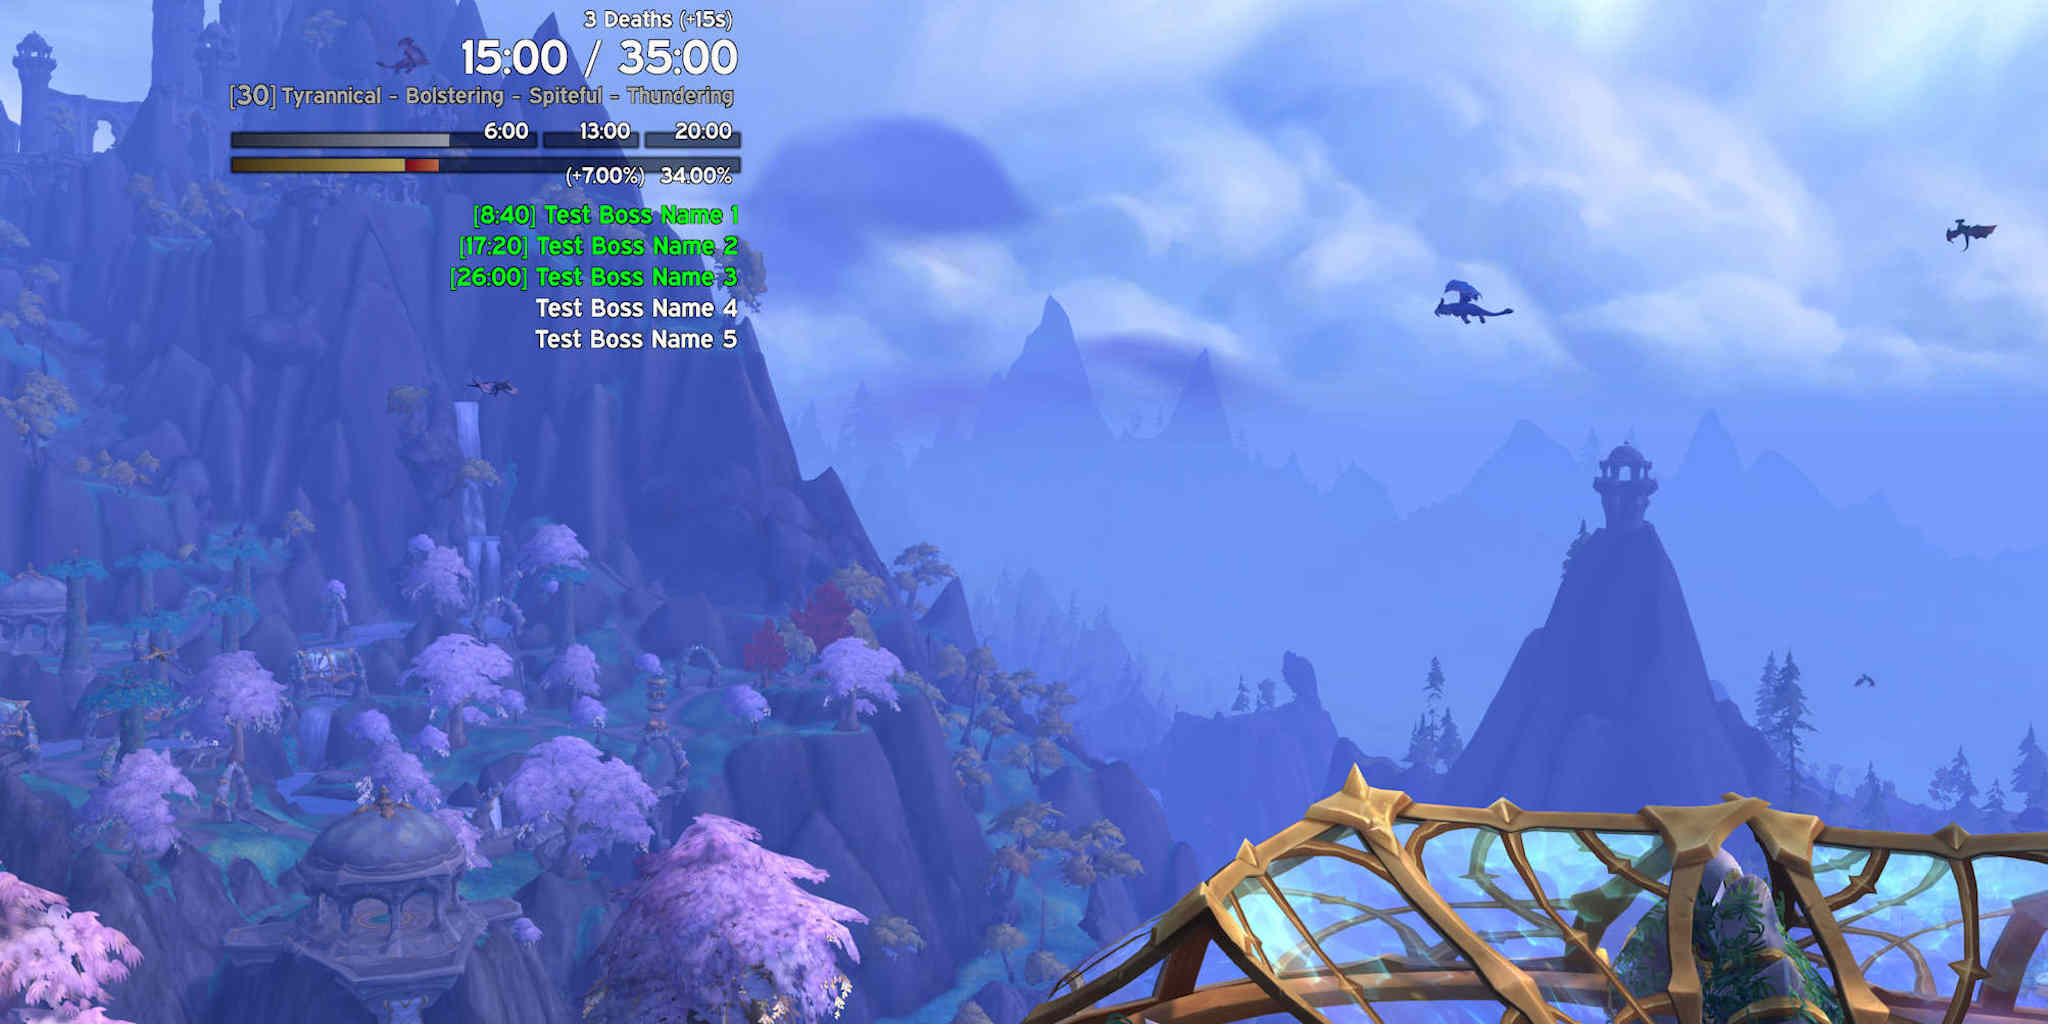 3 Deaths (+15s)
15:00 / 35:00
[30] Tyrannical - Bolstering - Spiteful - Thundering
6:00 13:00 20:00
(+7.00%) 34.00%
[8:40] Test Boss Name 1
[17:20] Test Boss Name 2
[26:00] Test Boss Name 3
Test Boss Name 4
Test Boss Name 5